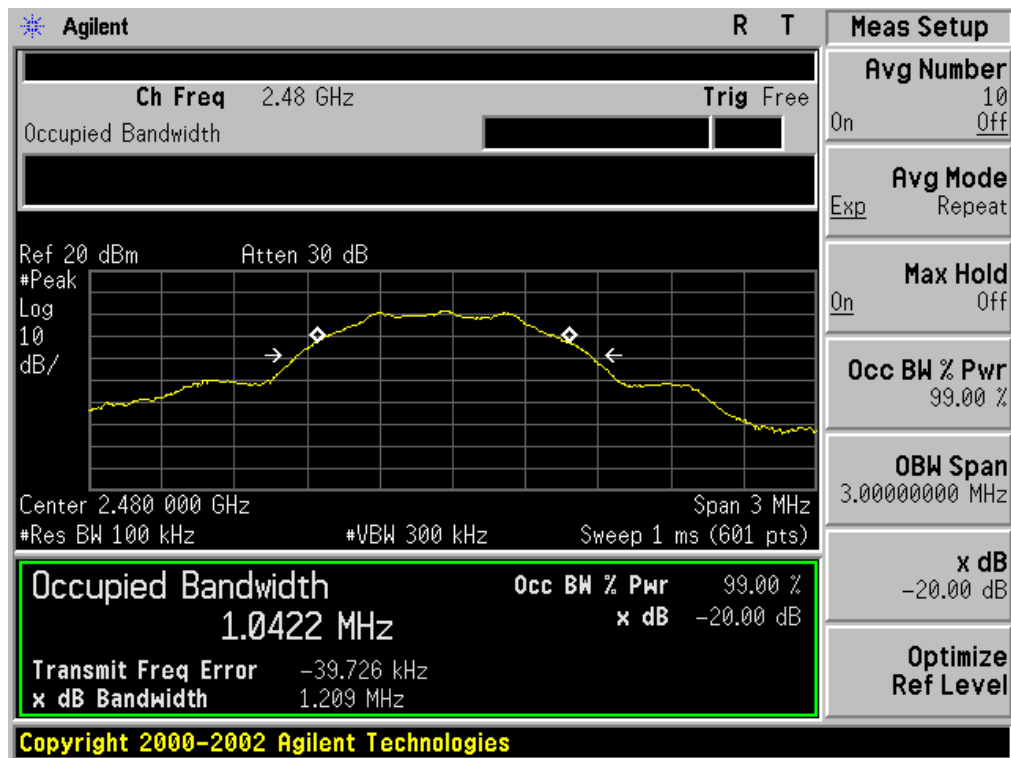 Agilent R T
Ch Freq 2.48 GHz Trig Free
Occupied Bandwidth
Ref 20 dBm Atten 30 dB
#Peak
Log
10
dB/
Center 2.480 000 GHz Span 3 MHz
#Res BW 100 kHz #VBW 300 kHz Sweep 1 ms (601 pts)
Occupied Bandwidth
1.0422 MHz
Occ BW % Pwr 99.00 %
x dB -20.00 dB
Transmit Freq Error -39.726 kHz
x dB Bandwidth 1.209 MHz
Copyright 2000-2002 Agilent Technologies
Meas Setup
Avg Number
10
On Off
Avg Mode
Exp Repeat
Max Hold
On Off
Occ BW % Pwr
99.00 %
OBW Span
3.00000000 MHz
x dB
-20.00 dB
Optimize
Ref Level